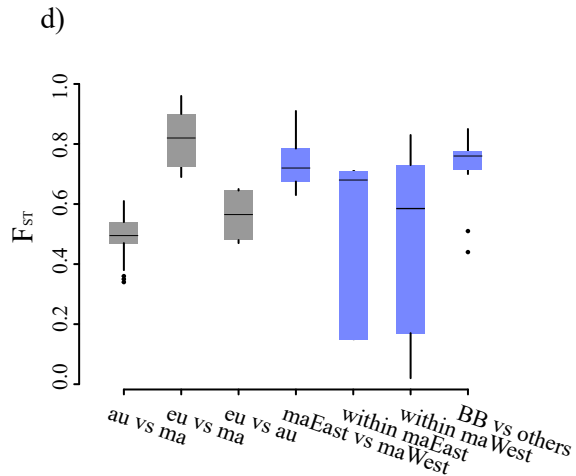 d)
F ST
1.0
0.8
0.6
0.4
0.2
0.0
au vs ma
eu vs ma
eu vs au
maEast vs maWest
within maEast
within maWest
BB vs others